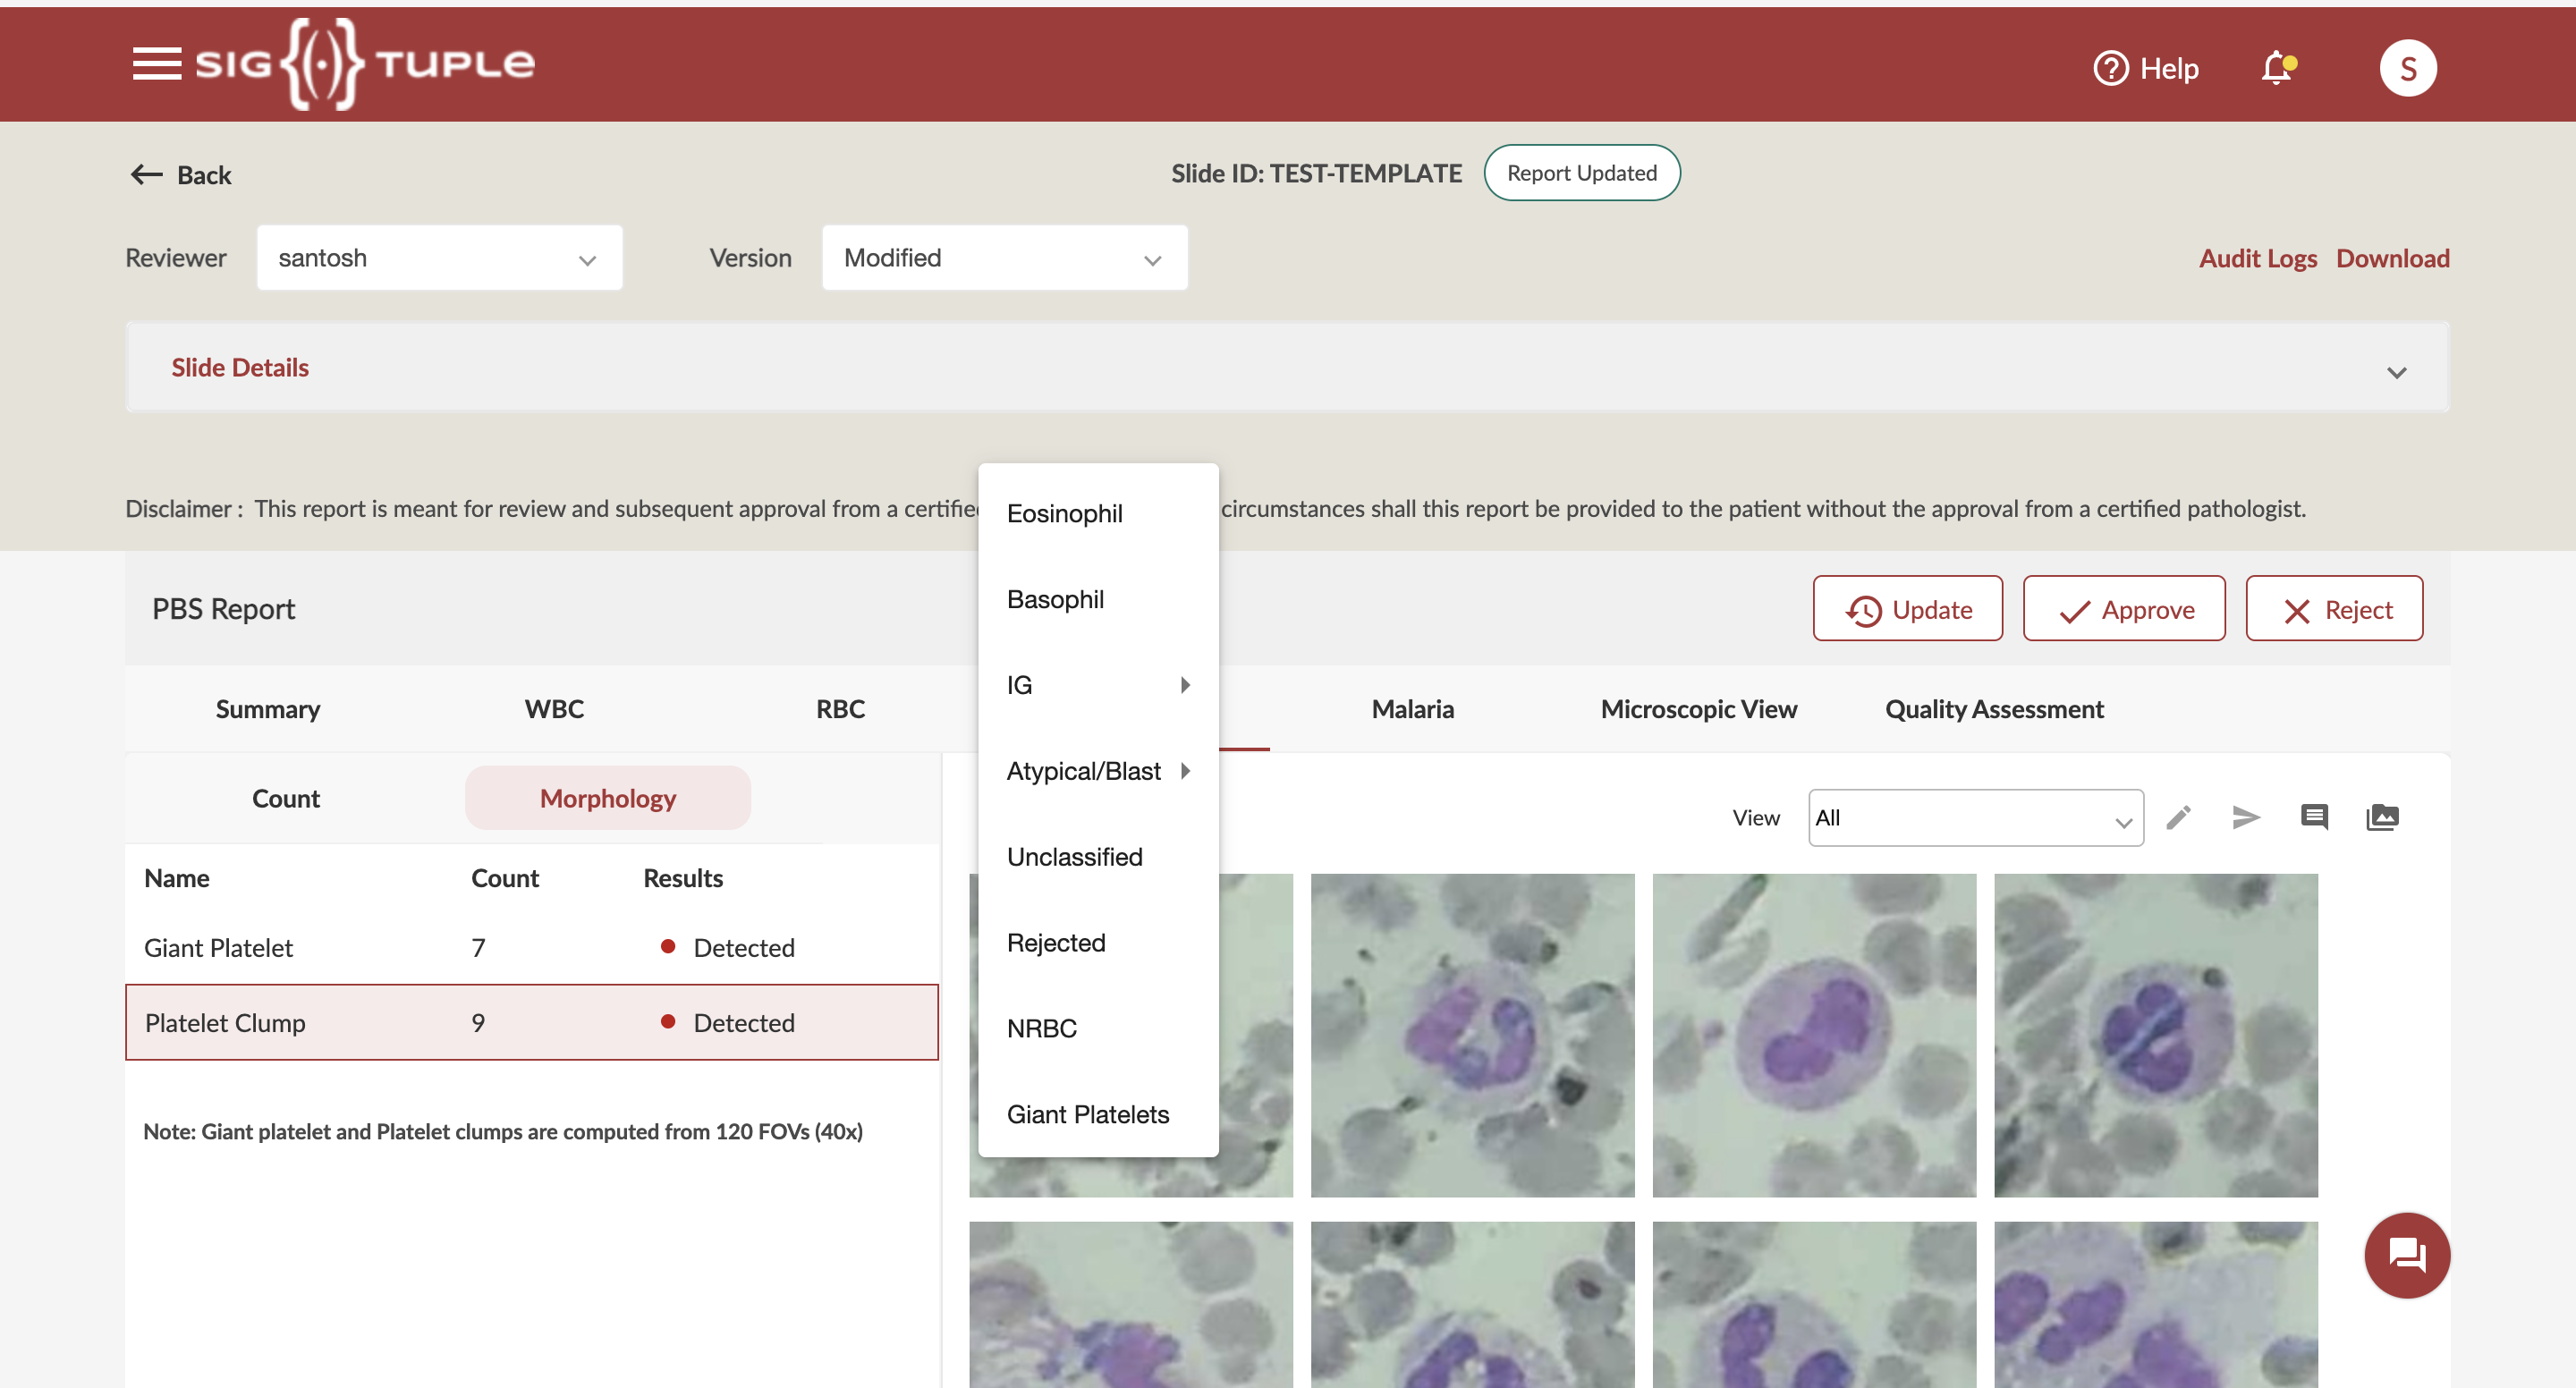 SIG{(·)}TUPLE
Help
S
Back
Slide ID: TEST-TEMPLATE
Report Updated
Reviewer
santosh
Version
Modified
Audit Logs
Download
Slide Details
Disclaimer : This report is meant for review and subsequent approval from a
circumstances shall this report be provided to the patient without the approval from a certified pathologist.
Eosinophil
Basophil
IG
Atypical/Blast
Unclassified
Rejected
NRBC
Giant Platelets
PBS Report
Update
Approve
Reject
Summary
WBC
RBC
Malaria
Microscopic View
Quality Assessment
Count
Morphology
View
All
Name Count Results
Giant Platelet 7 Detected
Platelet Clump 9 Detected
Note: Giant platelet and Platelet clumps are computed from 120 FOVs (40x)